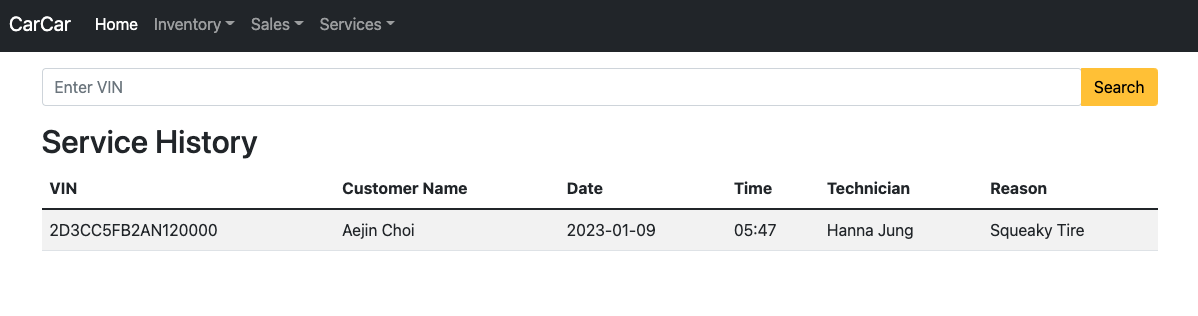 CarCar Home Inventory Sales Services
Enter VIN Search
Service History
VIN Customer Name Date Time Technician Reason
2D3CC5FB2AN120000 Aejin Choi 2023-01-09 05:47 Hanna Jung Squeaky Tire